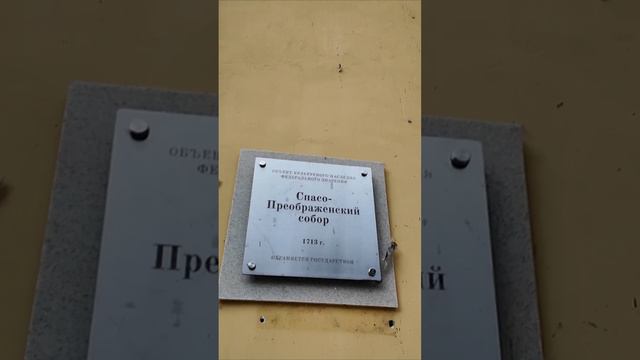 ОБЪЕКТ КУЛЬТУРНОГО НАСЛЕДИЯ
ФЕДЕРАЛЬНОГО ЗНАЧЕНИЯ
Спасо-
Преображенский
собор
1713 г.
ОХРАНЯЕТСЯ ГОСУДАРСТВОМ